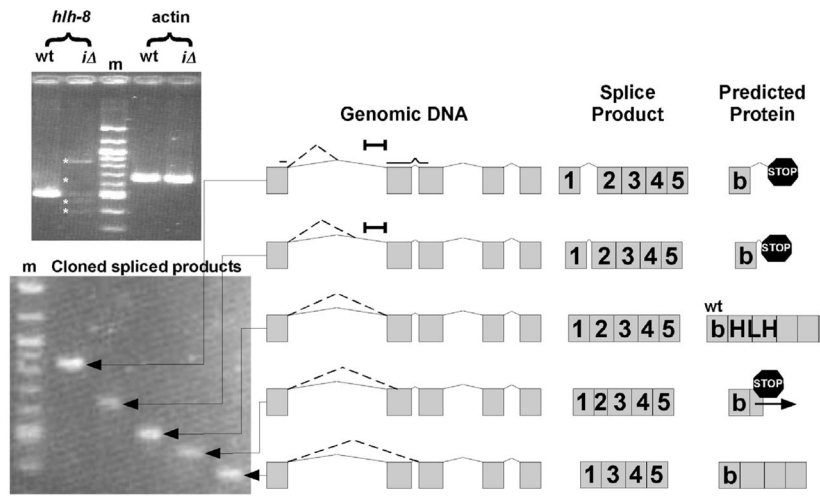 hlh-8 actin
wt iΔ m wt iΔ
*
*
*
*
Genomic DNA
Splice Product
Predicted Protein
1 2 3 4 5
b STOP
1 2 3 4 5
b STOP
m Cloned spliced products
wt
1 2 3 4 5
b HLH
1 2 3 4 5
b STOP
1 3 4 5
b